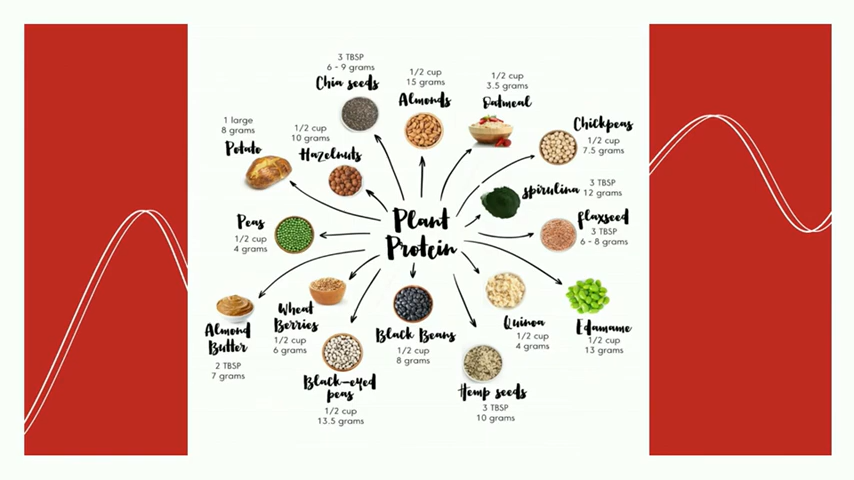 3 TBSP
6 - 9 grams
Chia seeds
1/2 cup
15 grams
Almonds
1/2 cup
3.5 grams
Oatmeal
Chickpeas
1/2 cup
7.5 grams
1 large
8 grams
Potato
1/2 cup
10 grams
Hazelnuts
spirulina
3 TBSP
12 grams
flaxseed
3 TBSP
6 - 8 grams
Peas
1/2 cup
4 grams
Plant
Protein
Almond
Butter
2 TBSP
7 grams
Wheat
Berries
1/2 cup
6 grams
Black-eyed
peas
1/2 cup
13.5 grams
Black Beans
1/2 cup
8 grams
Hemp seeds
3 TBSP
10 grams
Quinoa
1/2 cup
4 grams
Edamame
1/2 cup
13 grams